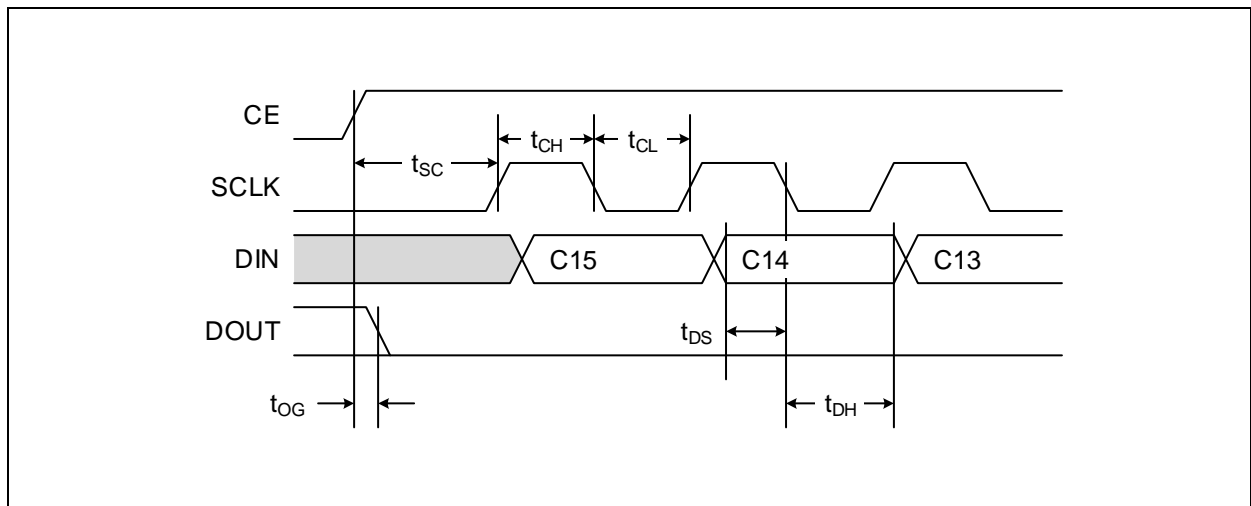 CE
tCH
tCL
tSC
SCLK
DIN
C15
C14
C13
DOUT
tDS
tOG
tDH